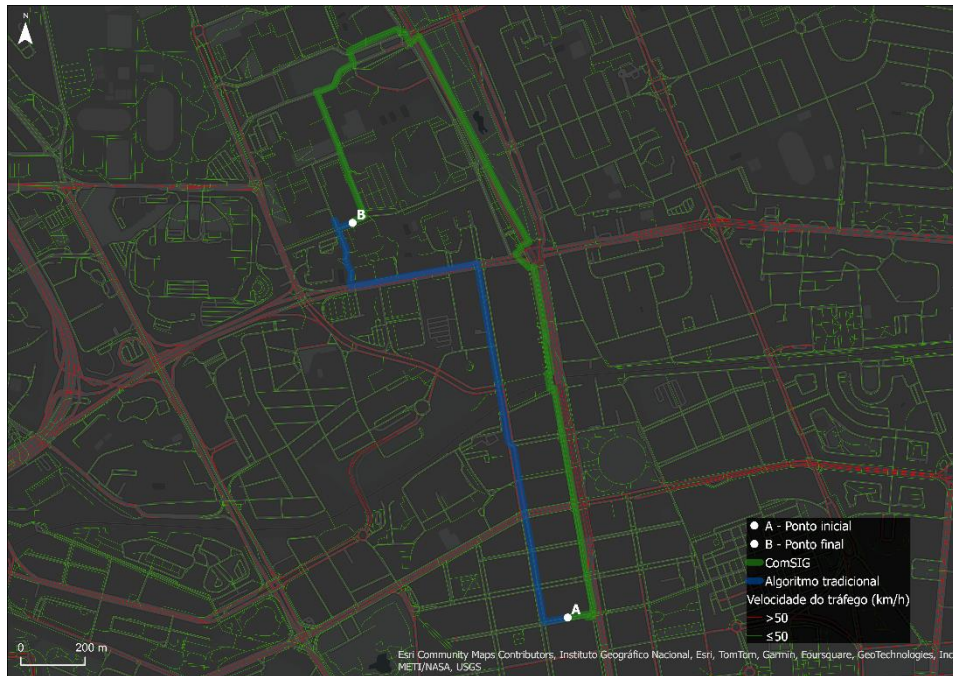 N
B
A
A - Ponto inicial
B - Ponto final
ComSIG
Algoritmo tradicional
Velocidade do tráfego (km/h)
>50
≤50
0 200 m
Esri Community Maps Contributors, Instituto Geográfico Nacional, Esri, TomTom, Garmin, Foursquare, GeoTechnologies, Inc
METI/NASA, USGS